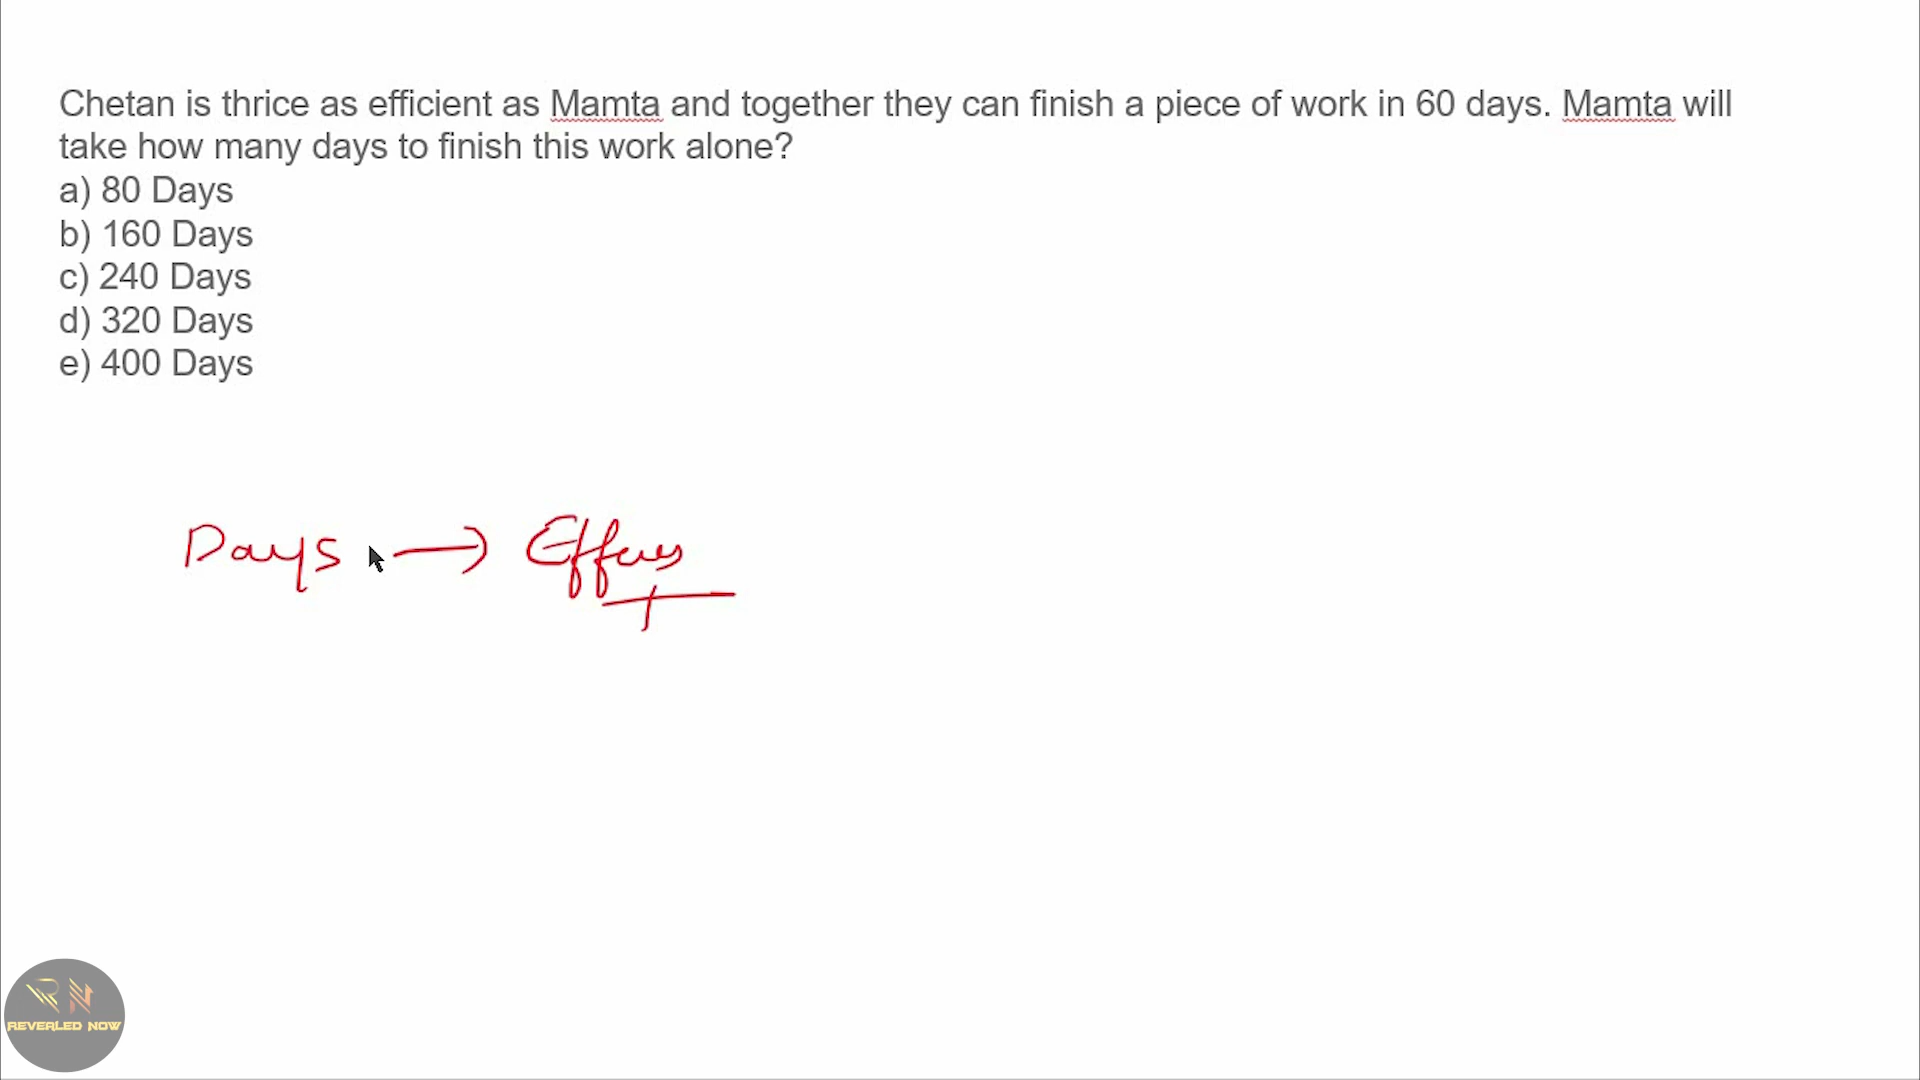 Chetan is thrice as efficient as Mamta and together they can finish a piece of work in 60 days. Mamta will
take how many days to finish this work alone?
a) 80 Days
b) 160 Days
c) 240 Days
d) 320 Days
e) 400 Days
Days →
RN
REVERLED NOW